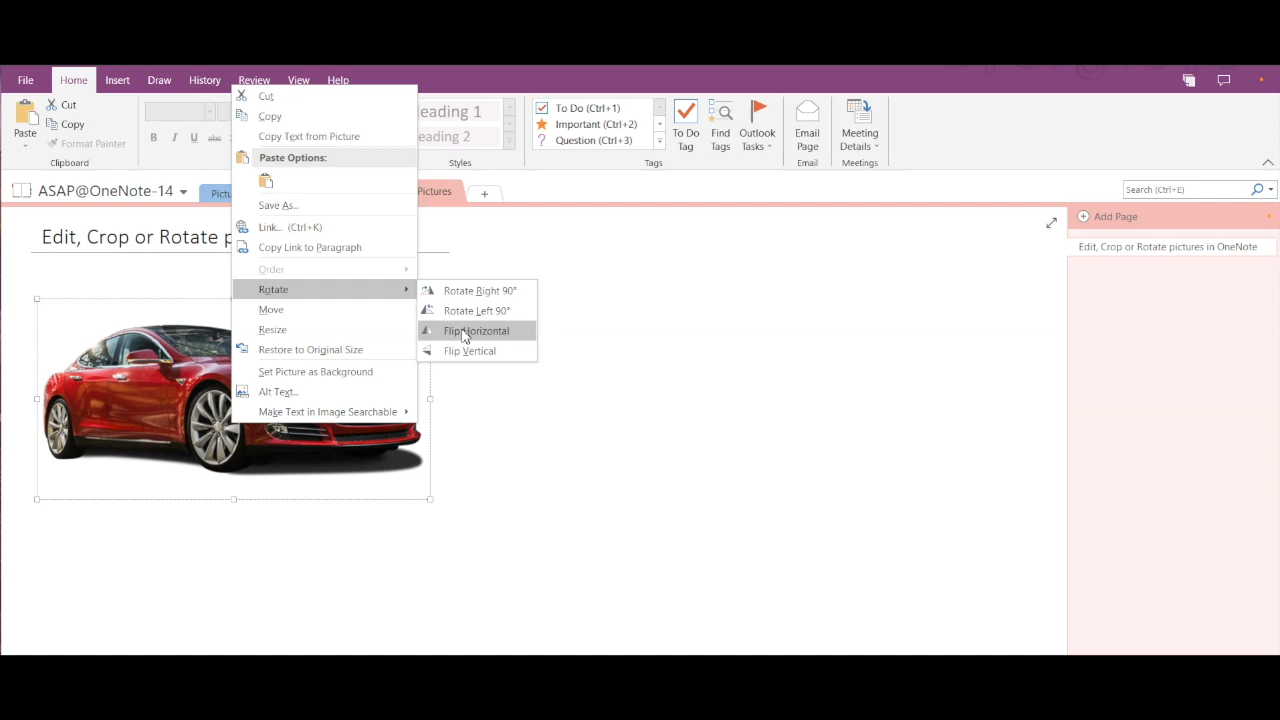 File Home Insert Draw History Review View Help
Paste
Cut
Copy
Format Painter
Clipboard
B I U abc
Cut
Copy
Copy Text from Picture
Paste Options:
Save As...
Link... (Ctrl+K)
Copy Link to Paragraph
Order
Rotate
Move
Resize
Restore to Original Size
Set Picture as Background
Alt Text...
Make Text in Image Searchable
Rotate Right 90°
Rotate Left 90°
Flip Horizontal
Flip Vertical
eading 1
eading 2
Styles
To Do (Ctrl+1)
Important (Ctrl+2)
Question (Ctrl+3)
To Do
Tag
Find
Tags
Outlook
Tasks
Tags
Email
Page
Email
Meeting
Details
Meetings
ASAP@OneNote-14
Pictu
Pictures
+
Search (Ctrl+E)
Edit, Crop or Rotate p
Add Page
Edit, Crop or Rotate pictures in OneNote